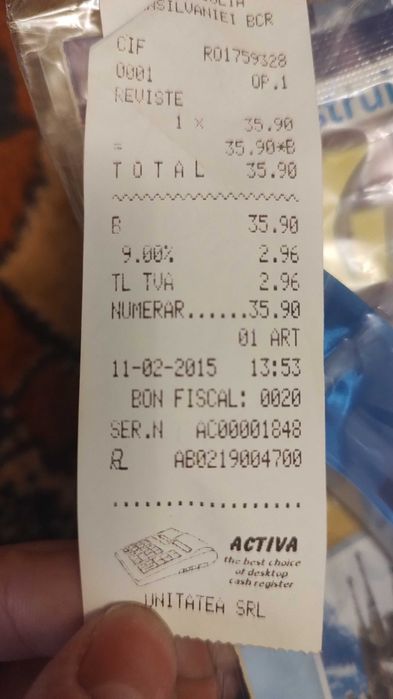 NSILVANIEI BCR
CIF RO1759328
0001 OP.1
REVISTE
1 X 35.90
= 35.90*B
TOTAL 35.90
B 35.90
9.00% 2.96
TL TVA 2.96
NUMERAR......35.90
01 ART
11-02-2015 13:53
BON FISCAL: 0020
SER.N AC00001848
AB0219004700
ACTIVA
the best choice
of desktop
cash register
UNITATEA SRL